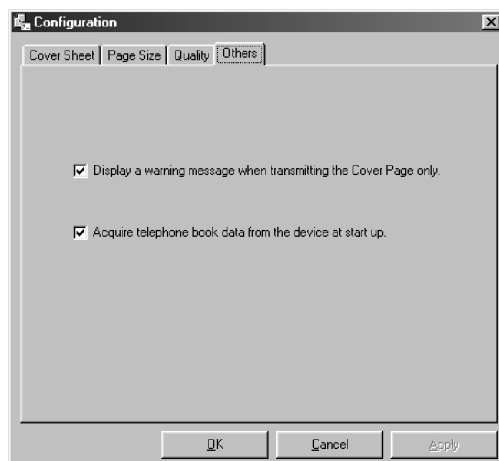 Configuration
Cover Sheet Page Size Quality Others
Display a warning message when transmitting the Cover Page only.
Acquire telephone book data from the device at start up.
OK Cancel Apply